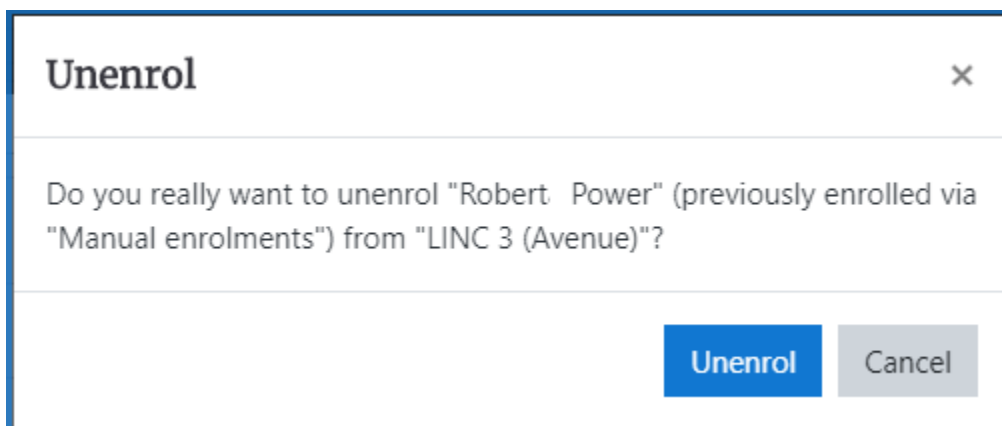 Unenrol ×
Do you really want to unenrol "Robert Power" (previously enrolled via
"Manual enrolments") from "LINC 3 (Avenue)"?
Unenrol Cancel